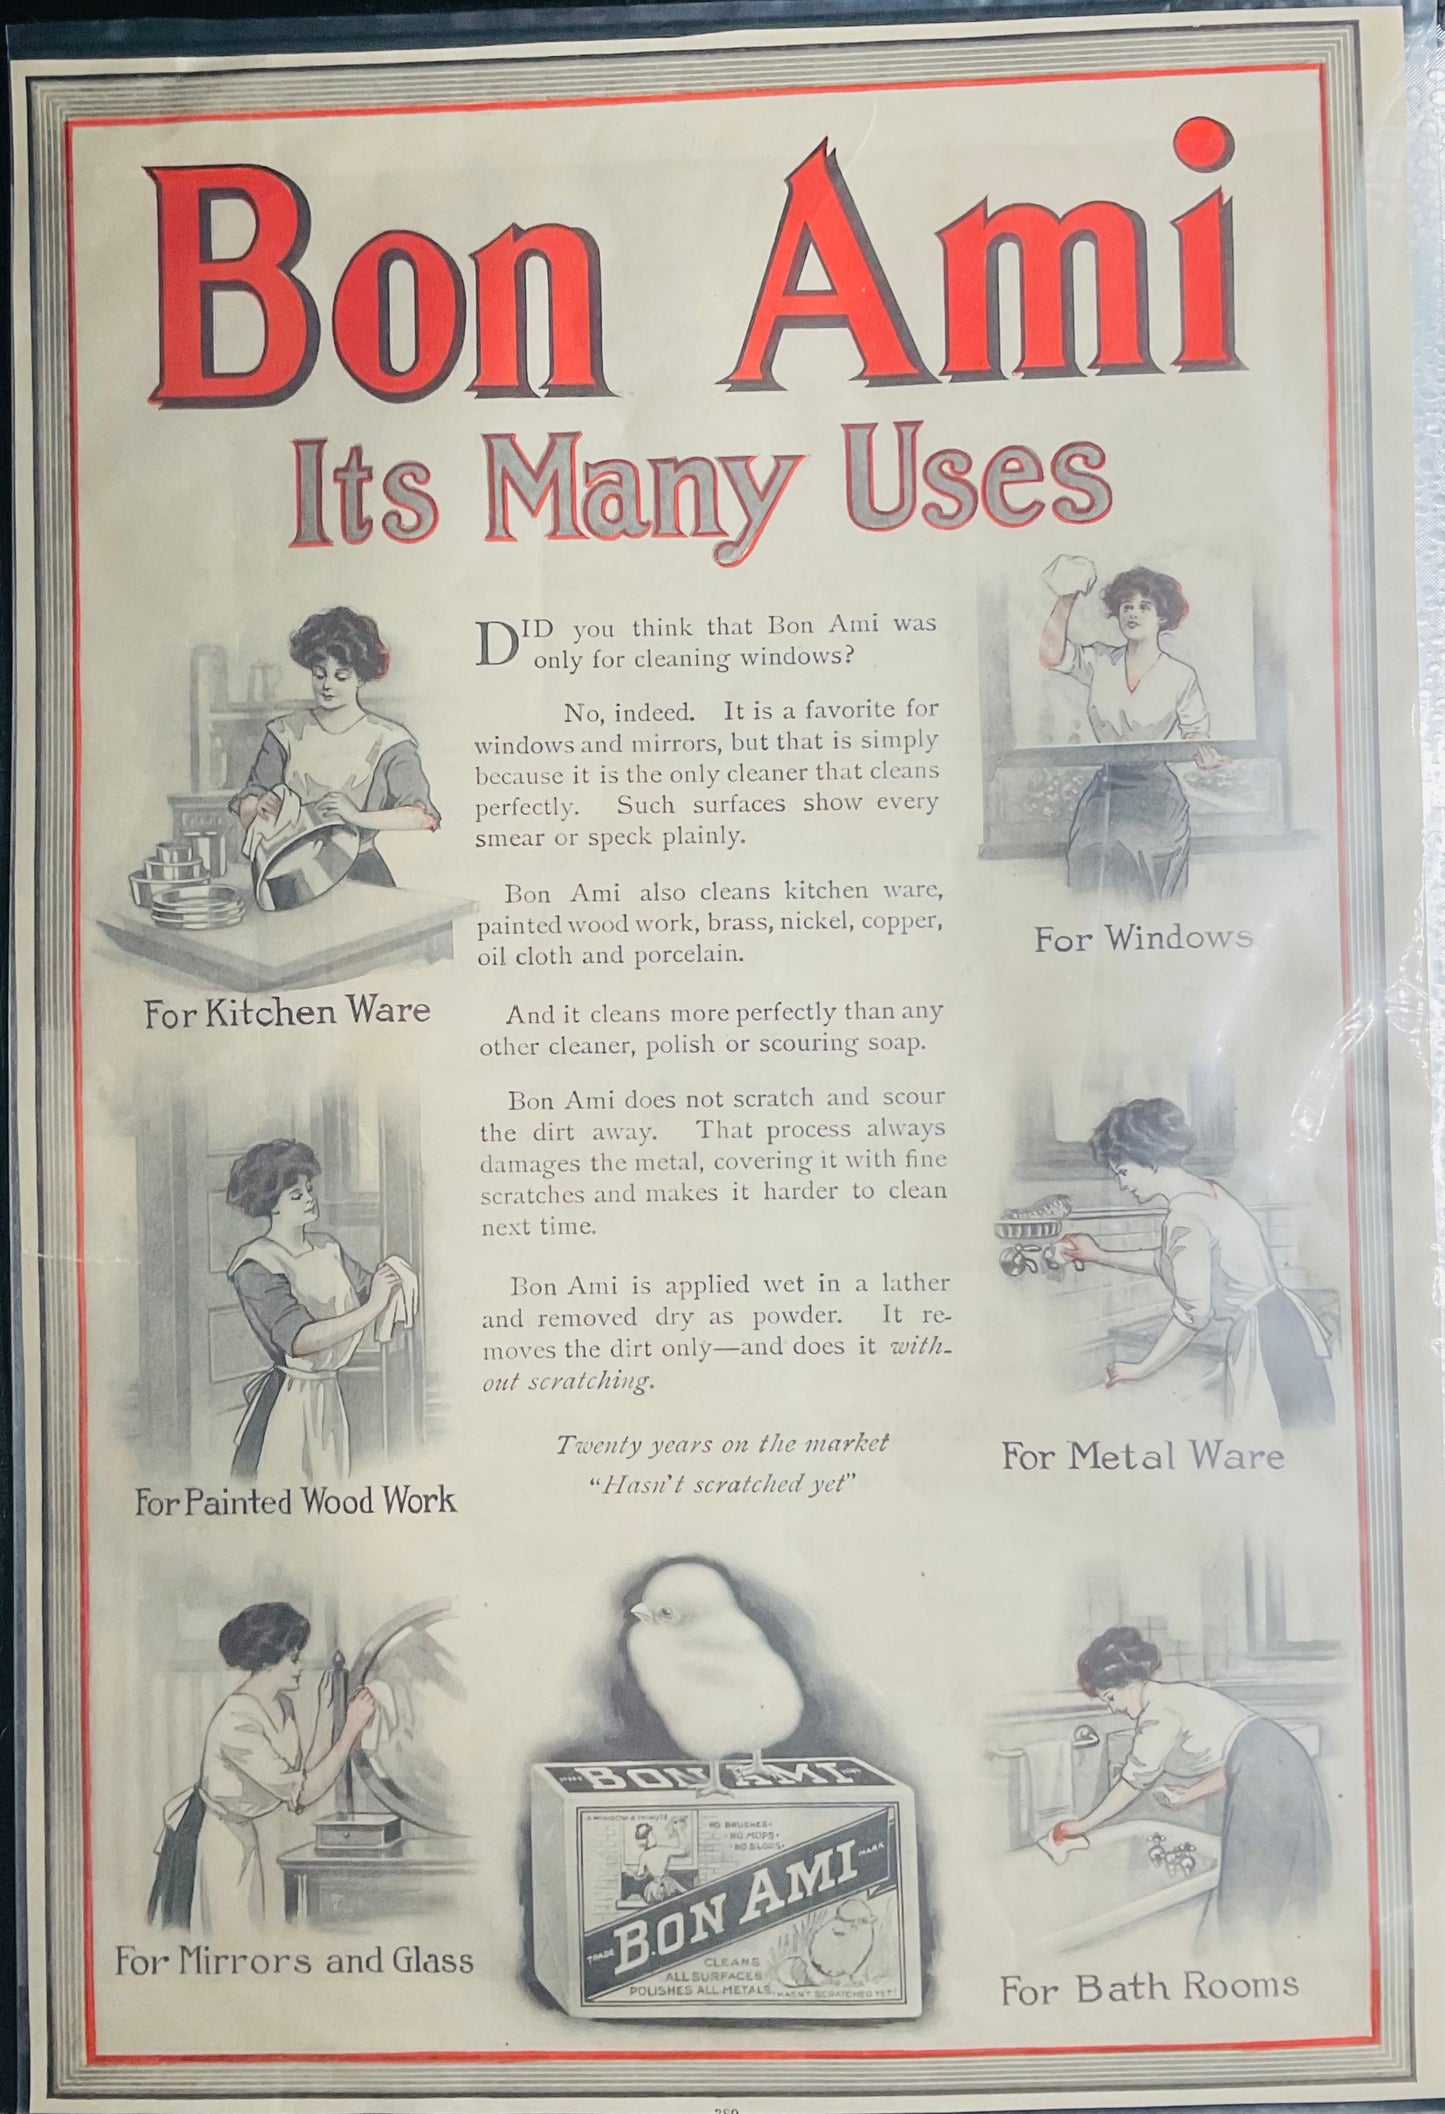 Bon Ami
Its Many Uses
DID you think that Bon Ami was
only for cleaning windows?
No, indeed. It is a favorite for
windows and mirrors, but that is simply
because it is the only cleaner that cleans
perfectly. Such surfaces show every
smear or speck plainly.
Bon Ami also cleans kitchen ware,
painted wood work, brass, nickel, copper,
oil cloth and porcelain.
And it cleans more perfectly than any
other cleaner, polish or scouring soap.
Bon Ami does not scratch and scour
the dirt away. That process always
damages the metal, covering it with fine
scratches and makes it harder to clean
next time.
Bon Ami is applied wet in a lather
and removed dry as powder. It re-
moves the dirt only—and does it with-
out scratching.
Twenty years on the market
"Hasn't scratched yet"
For Kitchen Ware
For Windows
For Painted Wood Work
For Metal Ware
For Mirrors and Glass
For Bath Rooms
BON AMI
A WINDOW A MINUTE
NO BRUSHES
NO MOPS
NO SLOPS
TRADE BON AMI MARK
CLEANS
ALL SURFACES
POLISHES ALL METALS
HASN'T SCRATCHED YET!